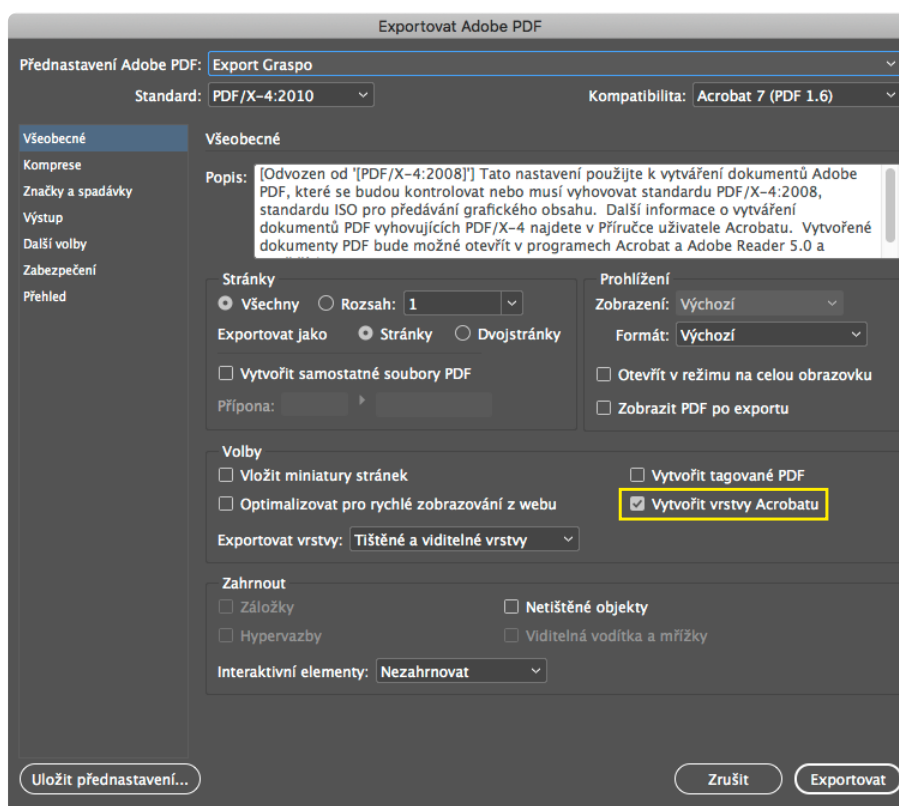 Exportovat Adobe PDF
Přednastavení Adobe PDF: Export Graspo
Standard: PDF/X-4:2010 Kompatibilita: Acrobat 7 (PDF 1.6)
Všeobecné
Komprese
Značky a spadávky
Výstup
Další volby
Zabezpečení
Přehled
Všeobecné
Popis: [Odvozen od '[PDF/X-4:2008]'] Tato nastavení použijte k vytváření dokumentů Adobe
PDF, které se budou kontrolovat nebo musí vyhovovat standardu PDF/X-4:2008,
standardu ISO pro předávání grafického obsahu. Další informace o vytváření
dokumentů PDF vyhovujících PDF/X-4 najdete v Příručce uživatele Acrobatu. Vytvořené
dokumenty PDF bude možné otevřít v programech Acrobat a Adobe Reader 5.0 a
Stránky
Všechny Rozsah: 1
Exportovat jako Stránky Dvojstránky
Vytvořit samostatné soubory PDF
Přípona:
Prohlížení
Zobrazení: Výchozí
Formát: Výchozí
Otevřít v režimu na celou obrazovku
Zobrazit PDF po exportu
Volby
Vložit miniatury stránek Vytvořit tagované PDF
Optimalizovat pro rychlé zobrazování z webu Vytvořit vrstvy Acrobatu
Exportovat vrstvy: Tištěné a viditelné vrstvy
Zahrnout
Záložky Netištěné objekty
Hypervazby Viditelná vodítka a mřížky
Interaktivní elementy: Nezahrnovat
Uložit přednastavení... Zrušit Exportovat